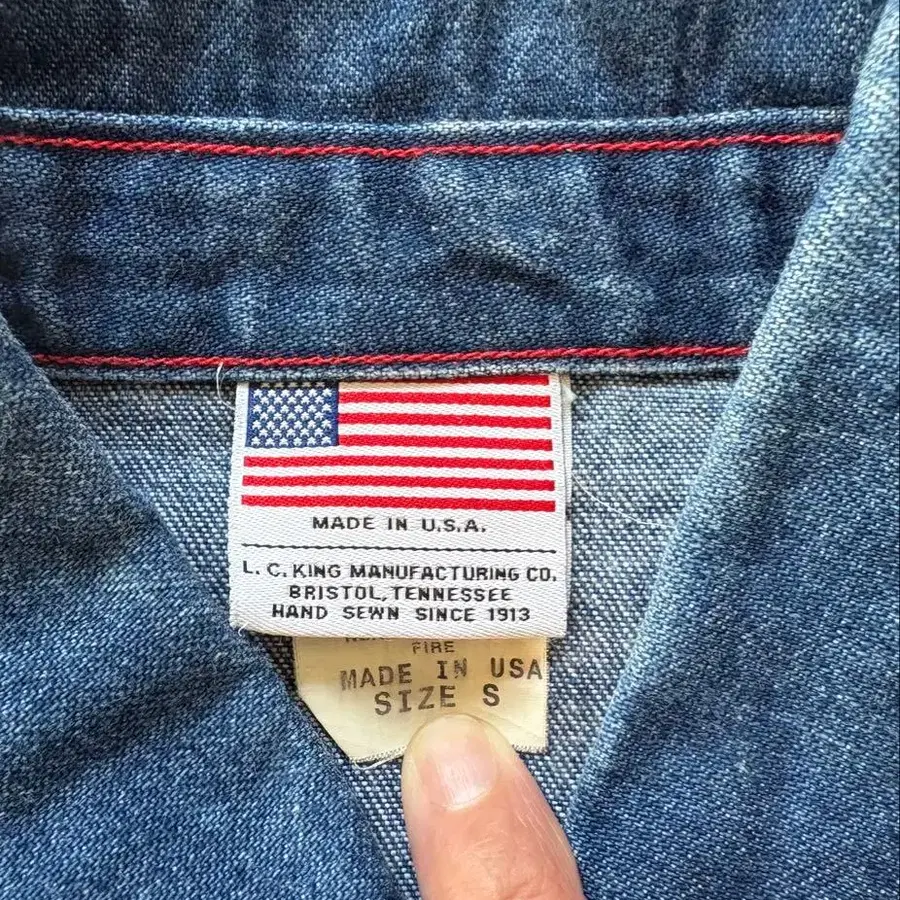 MADE IN U.S.A.
L. C. KING MANUFACTURING CO.
BRISTOL, TENNESSEE
HAND SEWN SINCE 1913
FIRE
MADE IN USA
SIZE S